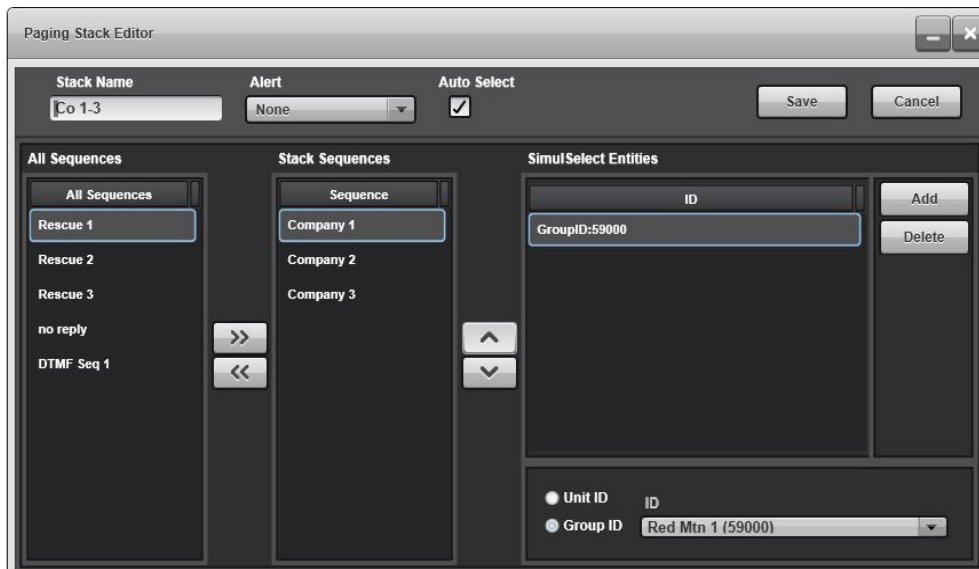 Paging Stack Editor
Stack Name
Alert
Auto Select
Co 1-3
None
Save
Cancel
All Sequences
Stack Sequences
SimulSelect Entities
All Sequences
Rescue 1
Rescue 2
Rescue 3
no reply
DTMF Seq 1
Sequence
Company 1
Company 2
Company 3
ID
GroupID:59000
Add
Delete
Unit ID
ID
Group ID
Red Mtn 1 (59000)